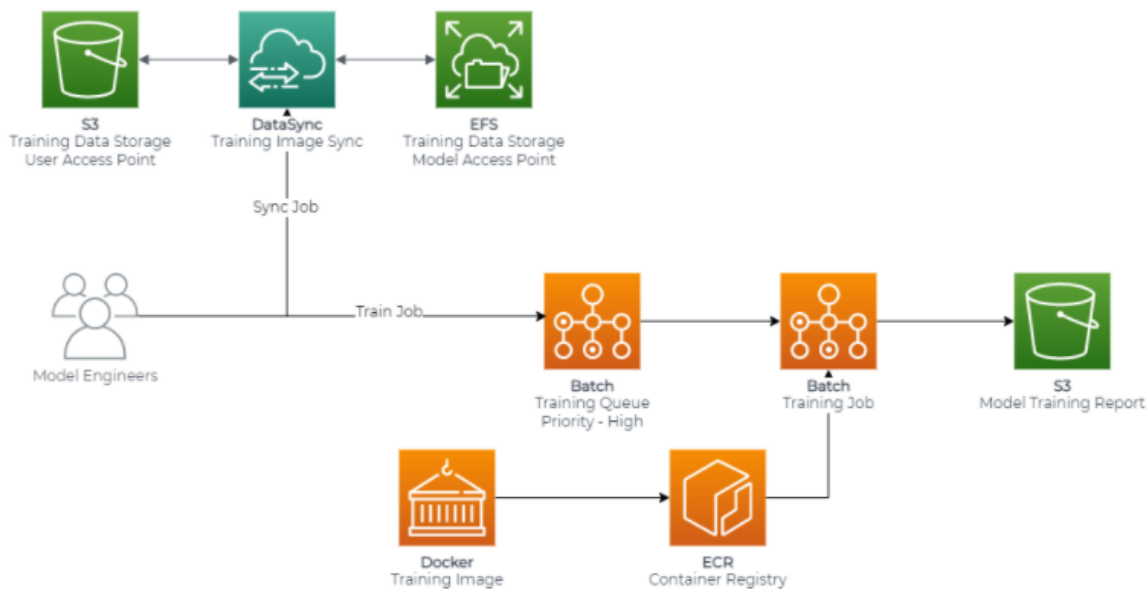 S3
Training Data Storage
User Access Point
DataSync
Training Image Sync
EFS
Training Data Storage
Model Access Point
Sync Job
Train Job
Model Engineers
Batch
Training Queue
Priority - High
Batch
Training Job
S3
Model Training Report
Docker
Training Image
ECR
Container Registry